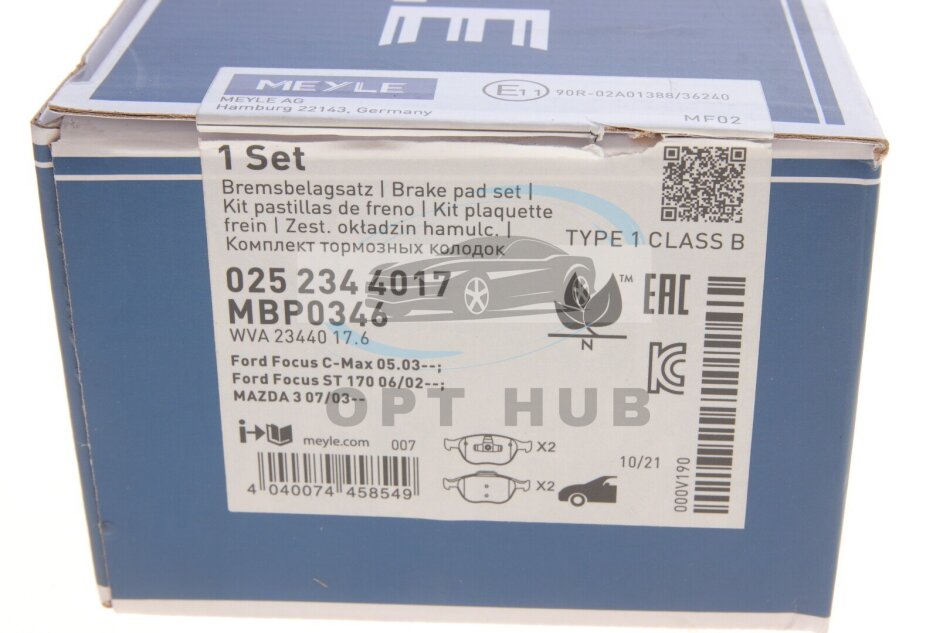 MEYLE
MEYLE AG
Hamburg 22143, Germany
E11 90R-02A01388/36240
MF02
1 Set
Bremsbelagsatz | Brake pad set |
Kit pastillas de freno | Kit plaquette
frein | Zest. okładzin hamulc. |
Комплект тормозных колодок
TYPE 1 CLASS B
025 234 4017
MBP0346
WVA 23440 17.6
Ford Focus C-Max 05.03--;
Ford Focus ST 170 06/02--;
MAZDA 3 07/03--
TM
N
EAC
KC
OPT HUB
meyle.com 007
X2
X2
10/21
4 040074 458549
000V190